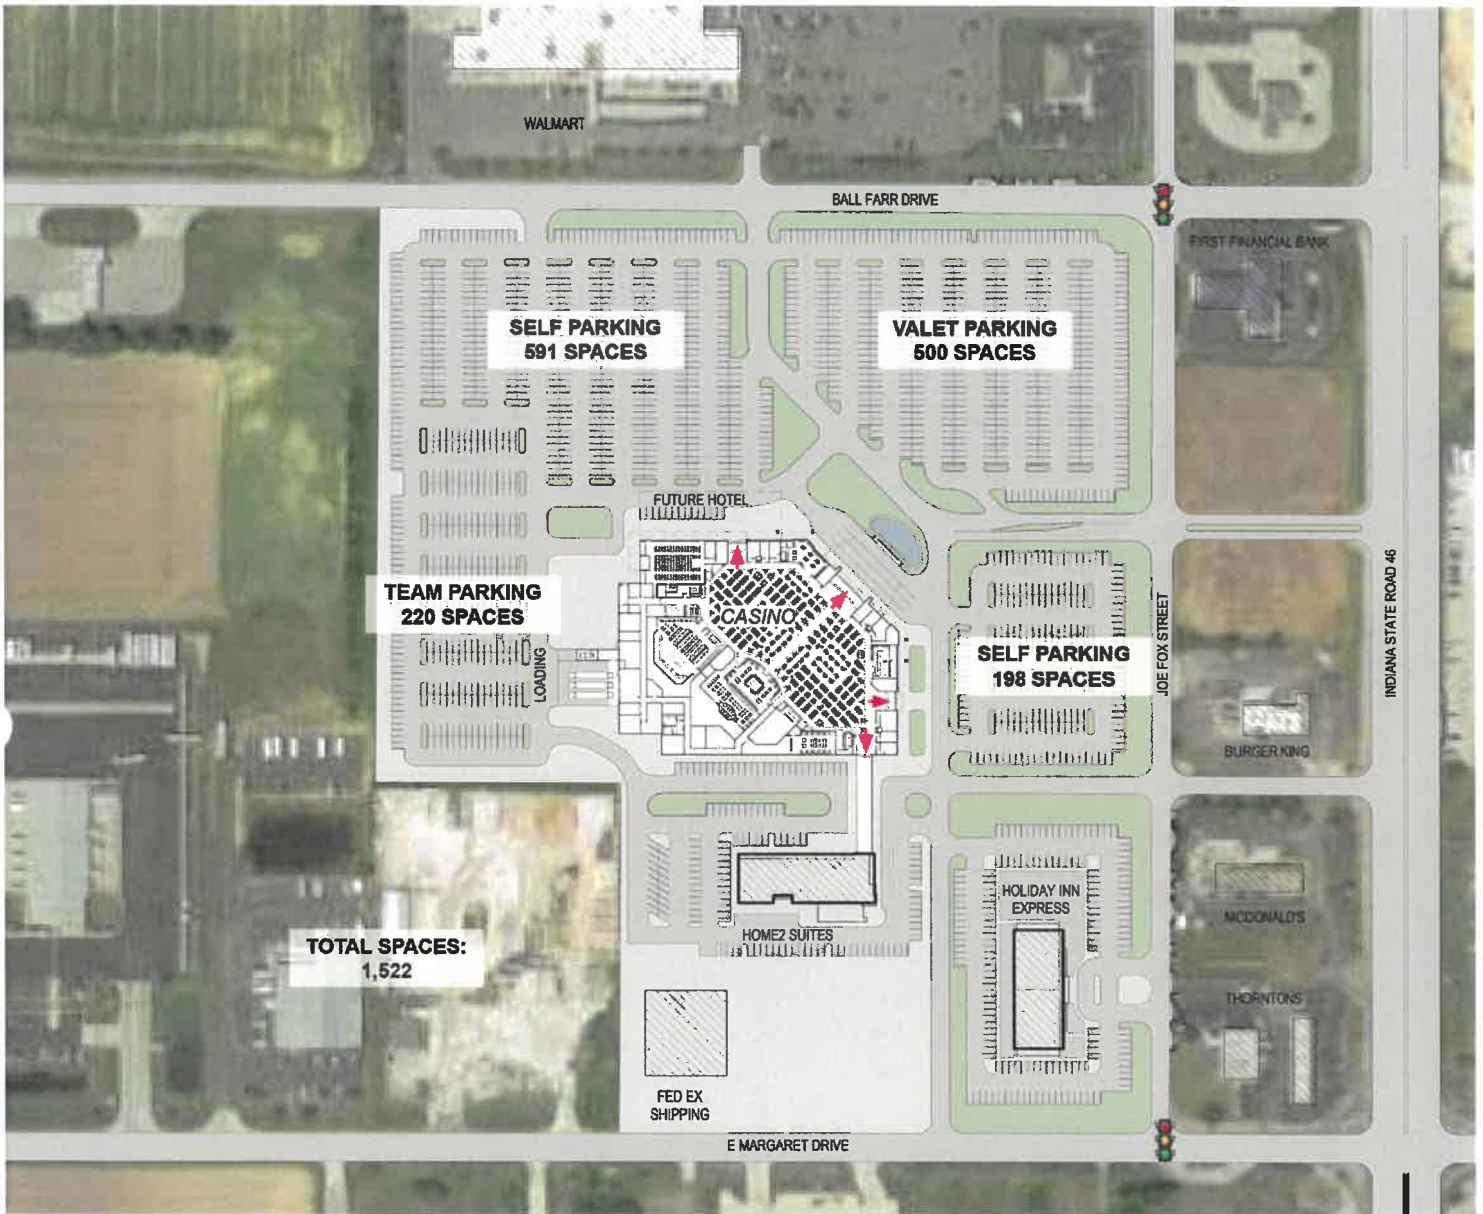 WALMART
BALL FARR DRIVE
FIRST FINANCIAL BANK
SELF PARKING
591 SPACES
VALET PARKING
500 SPACES
FUTURE HOTEL
TEAM PARKING
220 SPACES
CASINO
LOADING
SELF PARKING
198 SPACES
JOE FOX STREET
INDIANA STATE ROAD 46
BURGER KING
HOLIDAY INN
EXPRESS
MCDONALD'S
HOME2 SUITES
TOTAL SPACES:
1,522
THORNTONS
FED EX
SHIPPING
E MARGARET DRIVE